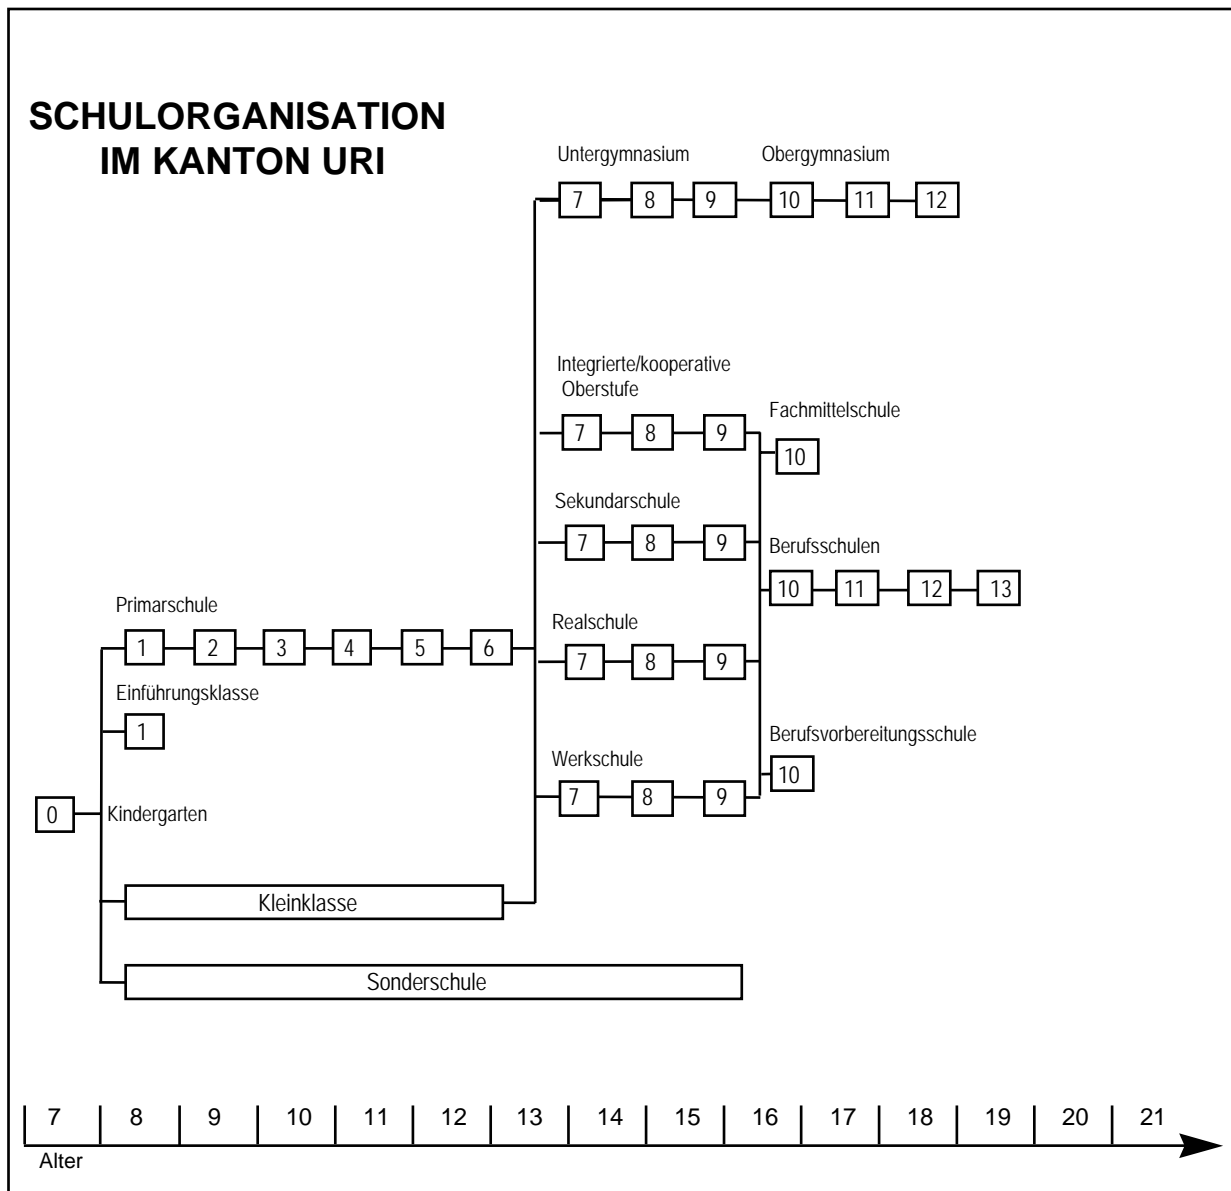 SCHULORGANISATION
IM KANTON URI
Untergymnasium Obergymnasium
7 8 9 10 11 12
Integrierte/kooperative
Oberstufe
Fachmittelschule
7 8 9
10
Sekundarschule
7 8 9
Berufsschulen
10 11 12 13
Primarschule
1 2 3 4 5 6
Realschule
7 8 9
Einführungsklasse
1
Berufsvorbereitungsschule
10
Werkschule
7 8 9
0 Kindergarten
Kleinklasse
Sonderschule
7 8 9 10 11 12 13 14 15 16 17 18 19 20 21
Alter